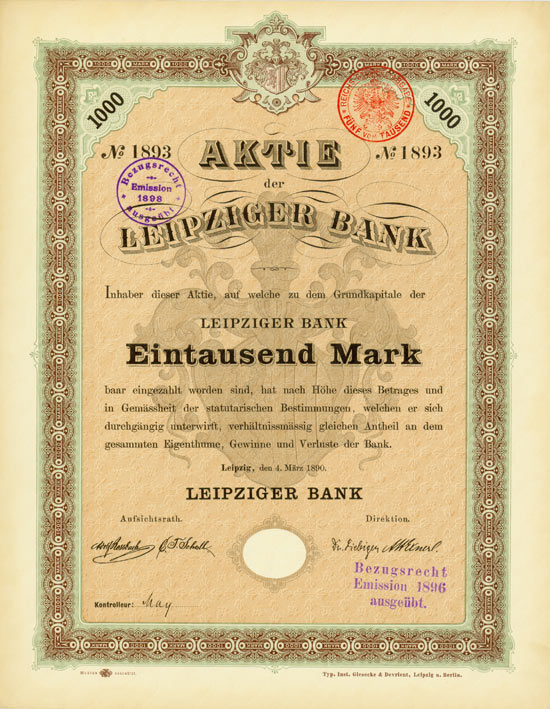 1000
1000
№ 1893
AKTIE
№ 1893
Bezugsrecht
Emission
1898
ausgeübt
FÜNF VOM TAUSEND
der
LEIPZIGER BANK
Inhaber dieser Aktie, auf welche zu dem Grundkapitale der
LEIPZIGER BANK
Eintausend Mark
baar eingezahlt worden sind, hat nach Höhe dieses Betrages und
in Gemässheit der statutarischen Bestimmungen, welchen er sich
durchgängig unterwirft, verhältnissmässig gleichen Antheil an dem
gesammten Eigenthume, Gewinne und Verluste der Bank.
Leipzig, den 4. März 1890.
LEIPZIGER BANK
Aufsichtsrath.
Direktion.
Bezugsrecht
Emission 1896
ausgeübt.
Kontrolleur: May
Typ. Inst. Giesecke & Devrient, Leipzig u. Berlin.